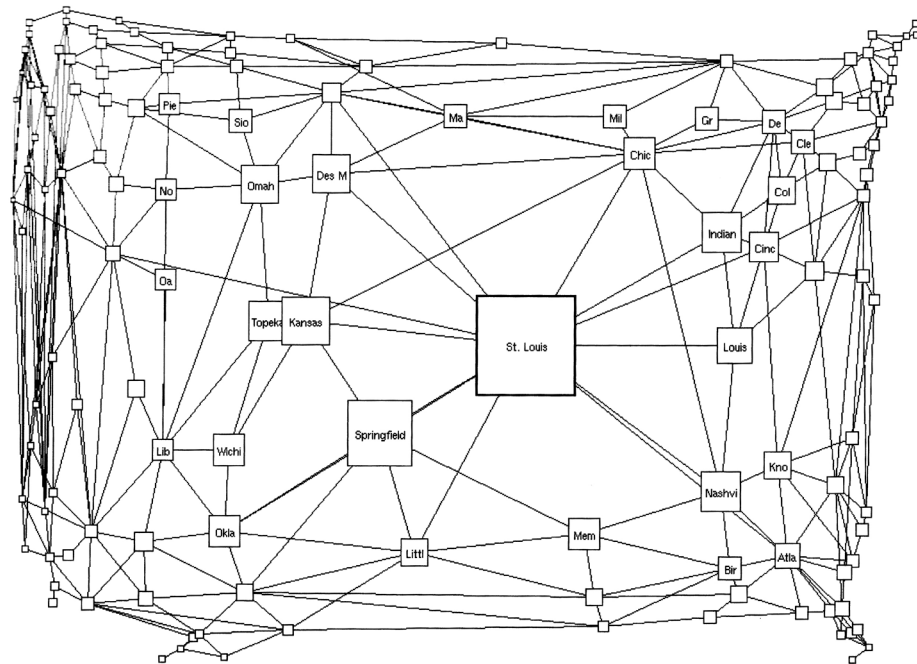 Pie
Sio
Ma
Mil
Gr
De
Chic
Cle
No
Omah
Des M
Col
Indian
Cinc
Oa
Topeka
Kansas
St. Louis
Louis
Springfield
Lib
Wichi
Kno
Nashvi
Okla
Littl
Mem
Bir
Atla